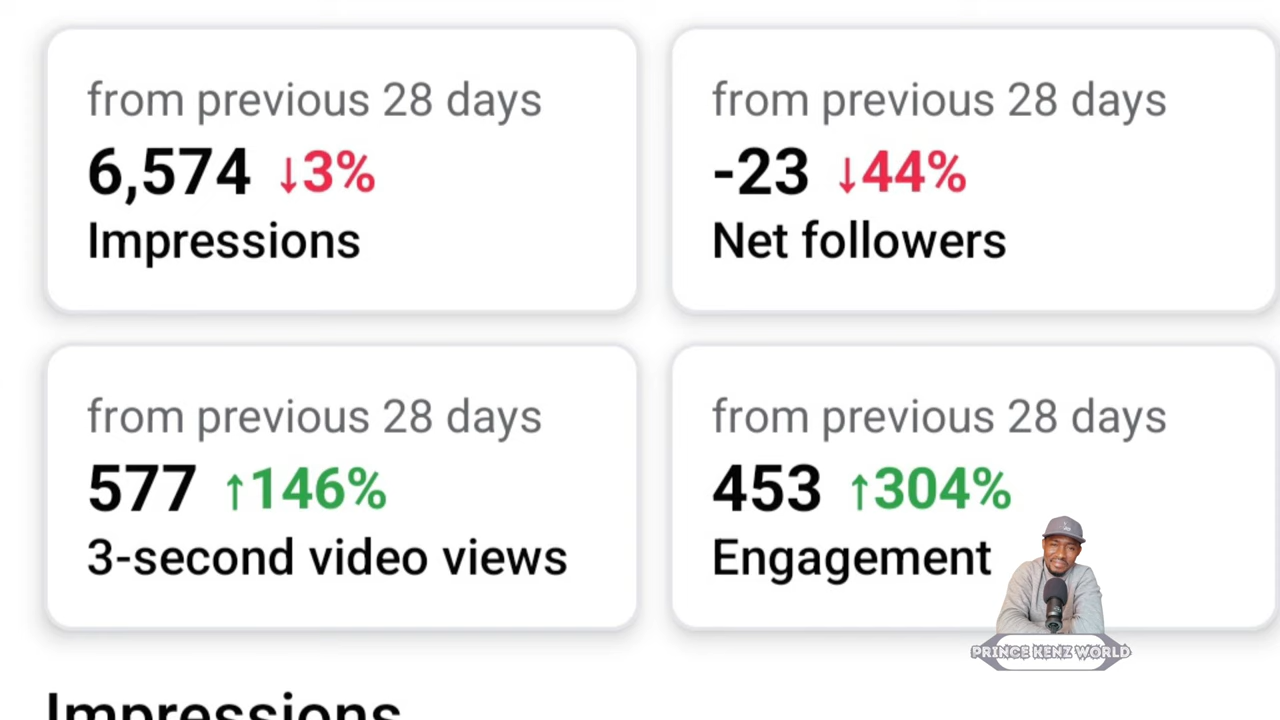 from previous 28 days
6,574 ↓3%
Impressions
from previous 28 days
-23 ↓44%
Net followers
from previous 28 days
577 ↑146%
3-second video views
from previous 28 days
453 ↑304%
Engagement
PRINCE KENZ WORLD
Impressions